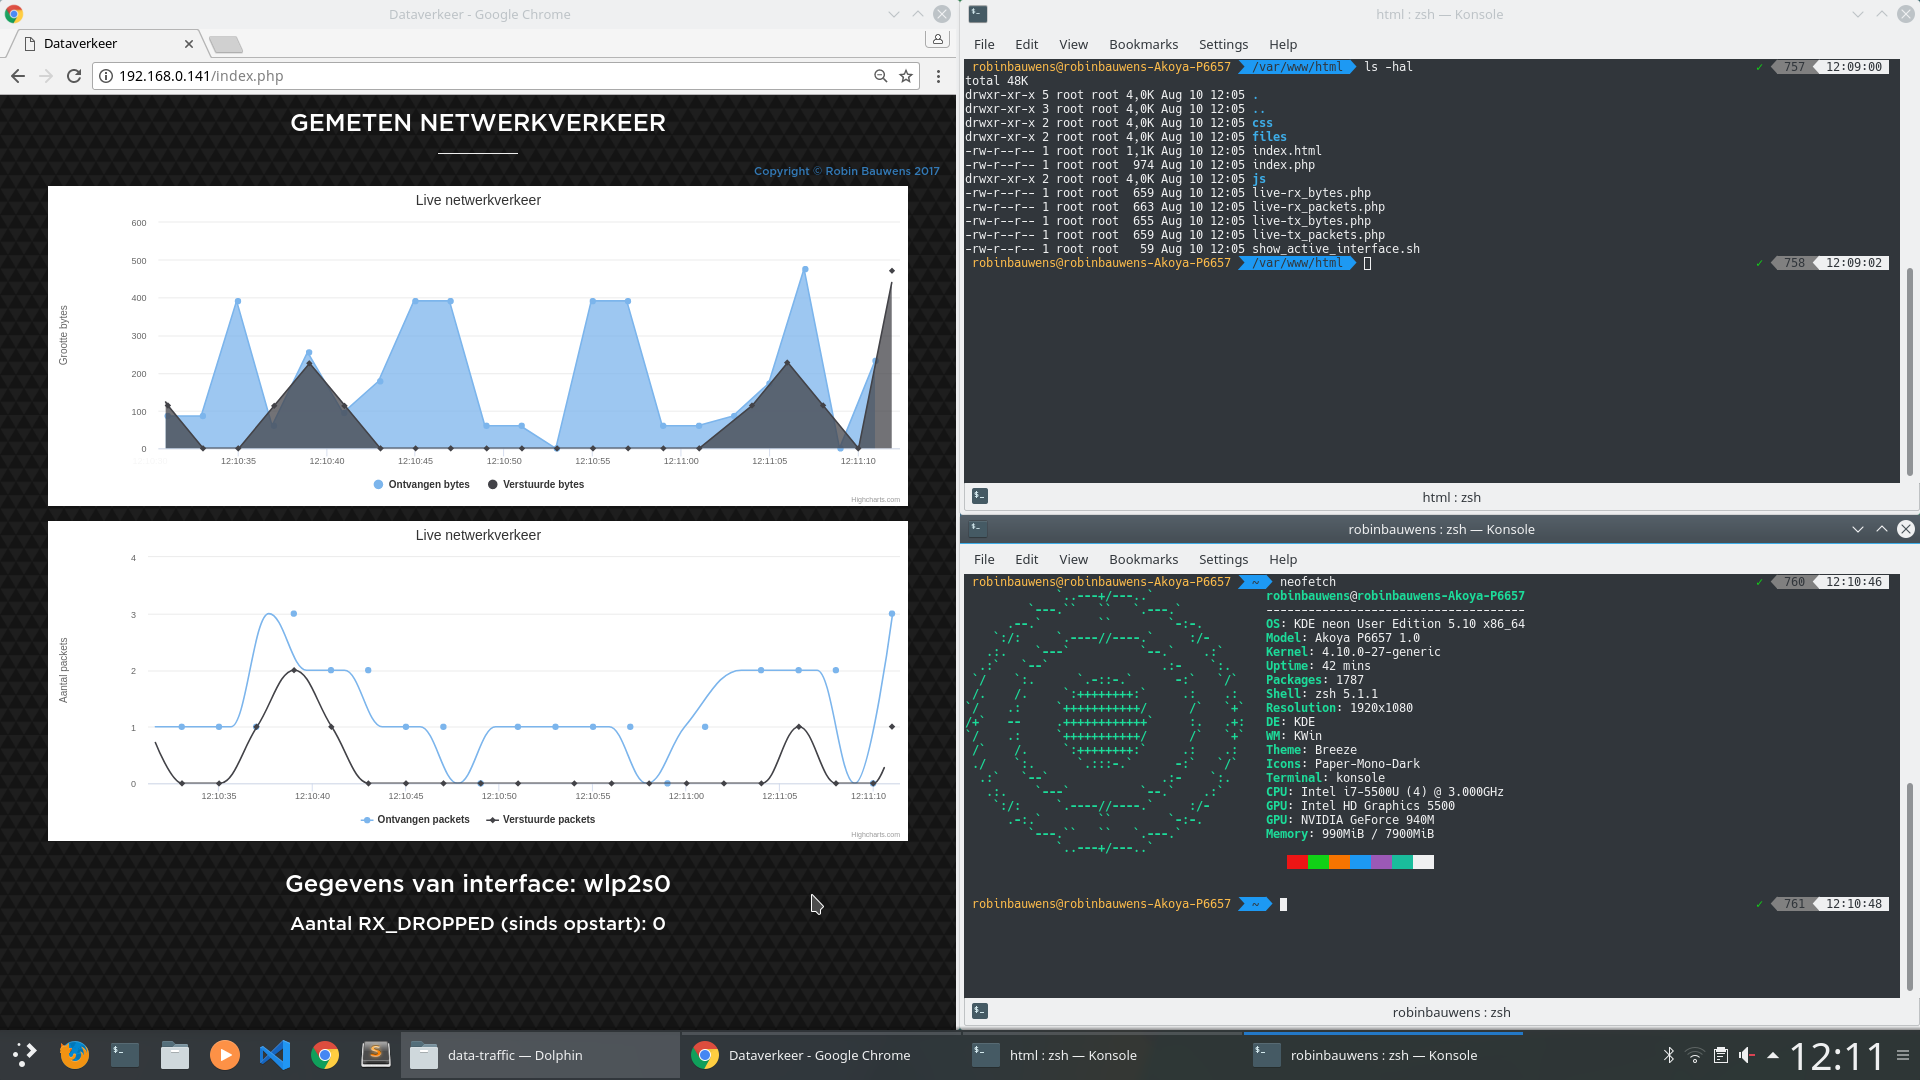 Dataverkeer - Google Chrome
Dataverkeer
192.168.0.141/index.php
GEMETEN NETWERKVERKEER
Copyright © Robin Bauwens 2017
Live netwerkverkeer
Grootte bytes
600
500
400
300
200
100
0
12:10:35 12:10:40 12:10:45 12:10:50 12:10:55 12:11:00 12:11:05 12:11:10
Ontvangen bytes Verstuurde bytes
Highcharts.com
Live netwerkverkeer
Aantal packets
4
3
2
1
0
12:10:35 12:10:40 12:10:45 12:10:50 12:10:55 12:11:00 12:11:05 12:11:10
Ontvangen packets Verstuurde packets
Highcharts.com
Gegevens van interface: wlp2s0
Aantal RX_DROPPED (sinds opstart): 0
html : zsh — Konsole
File Edit View Bookmarks Settings Help
robinbauwens@robinbauwens-Akoya-P6657 /var/www/html ls -hal ✓ 757 12:09:00
total 48K
drwxr-xr-x 5 root root 4,0K Aug 10 12:05 .
drwxr-xr-x 3 root root 4,0K Aug 10 12:05 ..
drwxr-xr-x 2 root root 4,0K Aug 10 12:05 css
drwxr-xr-x 2 root root 4,0K Aug 10 12:05 files
-rw-r--r-- 1 root root 1,1K Aug 10 12:05 index.html
-rw-r--r-- 1 root root  974 Aug 10 12:05 index.php
drwxr-xr-x 2 root root 4,0K Aug 10 12:05 js
-rw-r--r-- 1 root root  659 Aug 10 12:05 live-rx_bytes.php
-rw-r--r-- 1 root root  663 Aug 10 12:05 live-rx_packets.php
-rw-r--r-- 1 root root  655 Aug 10 12:05 live-tx_bytes.php
-rw-r--r-- 1 root root  659 Aug 10 12:05 live-tx_packets.php
-rw-r--r-- 1 root root   59 Aug 10 12:05 show_active_interface.sh
robinbauwens@robinbauwens-Akoya-P6657 /var/www/html ✓ 758 12:09:02
html : zsh
robinbauwens : zsh — Konsole
File Edit View Bookmarks Settings Help
robinbauwens@robinbauwens-Akoya-P6657 ~ neofetch ✓ 760 12:10:46
robinbauwens@robinbauwens-Akoya-P6657
-------------------------------------
OS: KDE neon User Edition 5.10 x86_64
Model: Akoya P6657 1.0
Kernel: 4.10.0-27-generic
Uptime: 42 mins
Packages: 1787
Shell: zsh 5.1.1
Resolution: 1920x1080
DE: KDE
WM: KWin
Theme: Breeze
Icons: Paper-Mono-Dark
Terminal: konsole
CPU: Intel i7-5500U (4) @ 3.000GHz
GPU: Intel HD Graphics 5500
GPU: NVIDIA GeForce 940M
Memory: 990MiB / 7900MiB
robinbauwens@robinbauwens-Akoya-P6657 ~ ✓ 761 12:10:48
robinbauwens : zsh
data-traffic — Dolphin
Dataverkeer - Google Chrome
html : zsh — Konsole
robinbauwens : zsh — Konsole
12:11